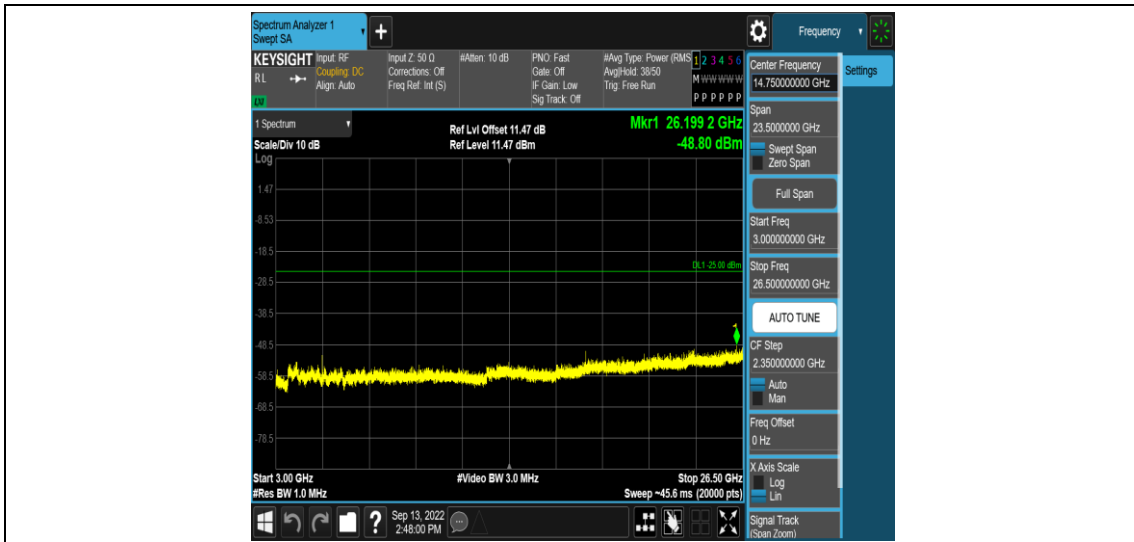 Spectrum Analyzer 1
Swept SA
+
Frequency
KEYSIGHT
RL
LM
Input: RF
Coupling: DC
Align: Auto
Input Z: 50 Ω
Corrections: Off
Freq Ref: Int (S)
#Atten: 10 dB
PNO: Fast
Gate: Off
IF Gain: Low
Sig Track: Off
#Avg Type: Power (RMS
Avg|Hold: 38/50
Trig: Free Run
1 2 3 4 5 6
M W W W W W
P P P P P P
1 Spectrum
Scale/Div 10 dB
Ref Lvl Offset 11.47 dB
Ref Level 11.47 dBm
Mkr1 26.199 2 GHz
-48.80 dBm
Log
1.47
-8.53
-18.5
DL1 -25.00 dBm
-28.5
-38.5
1
-48.5
-58.5
-68.5
-78.5
Start 3.00 GHz
#Res BW 1.0 MHz
#Video BW 3.0 MHz
Stop 26.50 GHz
Sweep ~45.6 ms (20000 pts)
?
Sep 13, 2022
2:48:00 PM
Center Frequency
14.750000000 GHz
Settings
Span
23.5000000 GHz
Swept Span
Zero Span
Full Span
Start Freq
3.000000000 GHz
Stop Freq
26.500000000 GHz
AUTO TUNE
CF Step
2.350000000 GHz
Auto
Man
Freq Offset
0 Hz
X Axis Scale
Log
Lin
Signal Track
(Span Zoom)